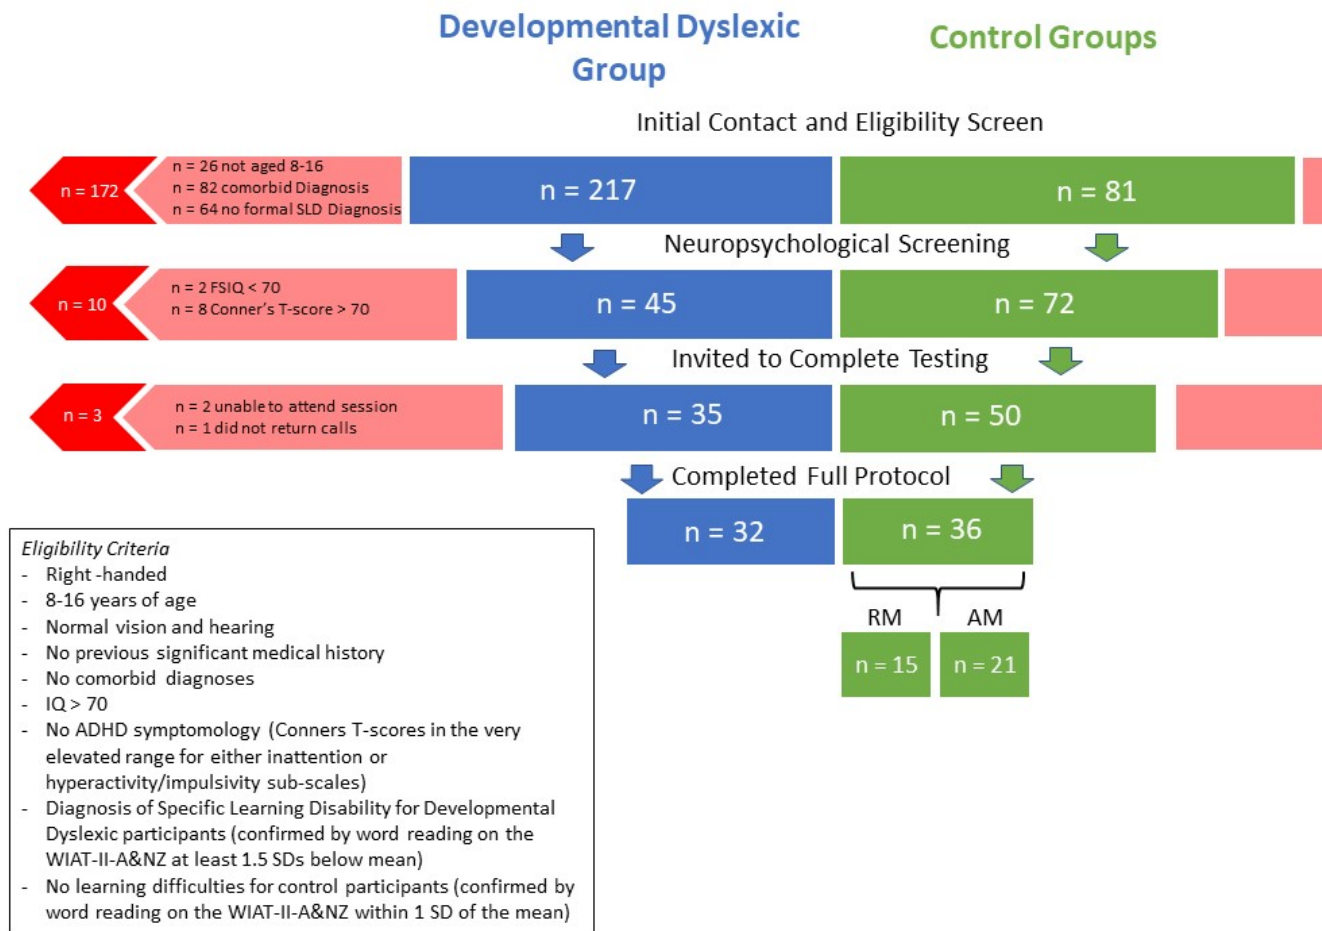 Developmental Dyslexic
Group
Control Groups
Initial Contact and Eligibility Screen
n = 172
n = 26 not aged 8-16
n = 82 comorbid Diagnosis
n = 64 no formal SLD Diagnosis
n = 217
n = 81
Neuropsychological Screening
n = 10
n = 2 FSIQ < 70
n = 8 Conner's T-score > 70
n = 45
n = 72
Invited to Complete Testing
n = 3
n = 2 unable to attend session
n = 1 did not return calls
n = 35
n = 50
Completed Full Protocol
n = 32
n = 36
RM
AM
n = 15
n = 21
Eligibility Criteria
- Right -handed
- 8-16 years of age
- Normal vision and hearing
- No previous significant medical history
- No comorbid diagnoses
- IQ > 70
- No ADHD symptomology (Conners T-scores in the very
elevated range for either inattention or
hyperactivity/impulsivity sub-scales)
- Diagnosis of Specific Learning Disability for Developmental
Dyslexic participants (confirmed by word reading on the
WIAT-II-A&NZ at least 1.5 SDs below mean)
- No learning difficulties for control participants (confirmed by
word reading on the WIAT-II-A&NZ within 1 SD of the mean)